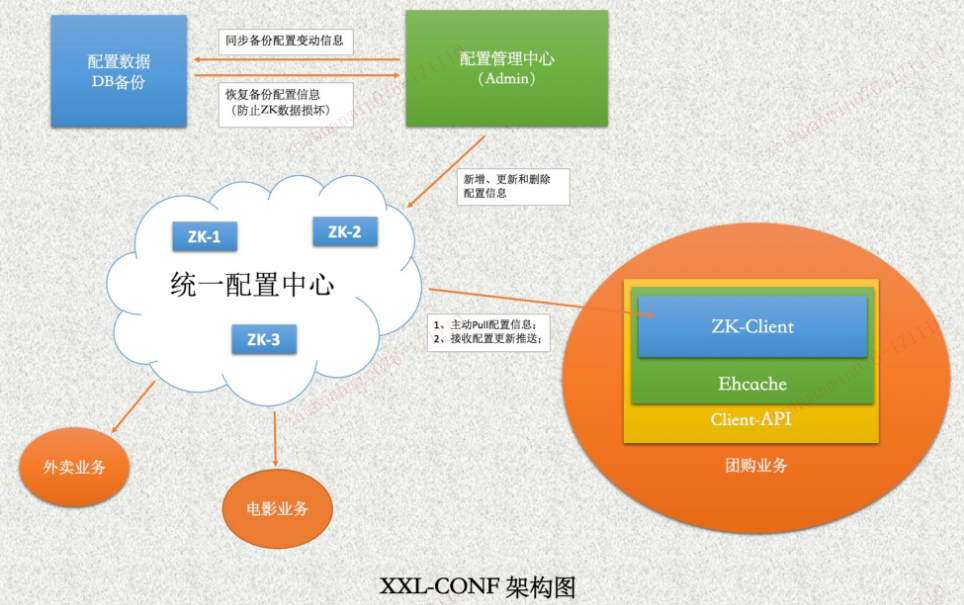 配置数据
DB备份
同步备份配置变动信息
恢复备份配置信息
(防止ZK数据损坏)
配置管理中心
(Admin)
新增、更新和删除
配置信息
ZK-1
ZK-2
统一配置中心
ZK-3
1、主动Pull配置信息;
2、接收配置更新推送;
ZK-Client
Ehcache
Client-API
团购业务
外卖业务
电影业务
XXL-CONF 架构图